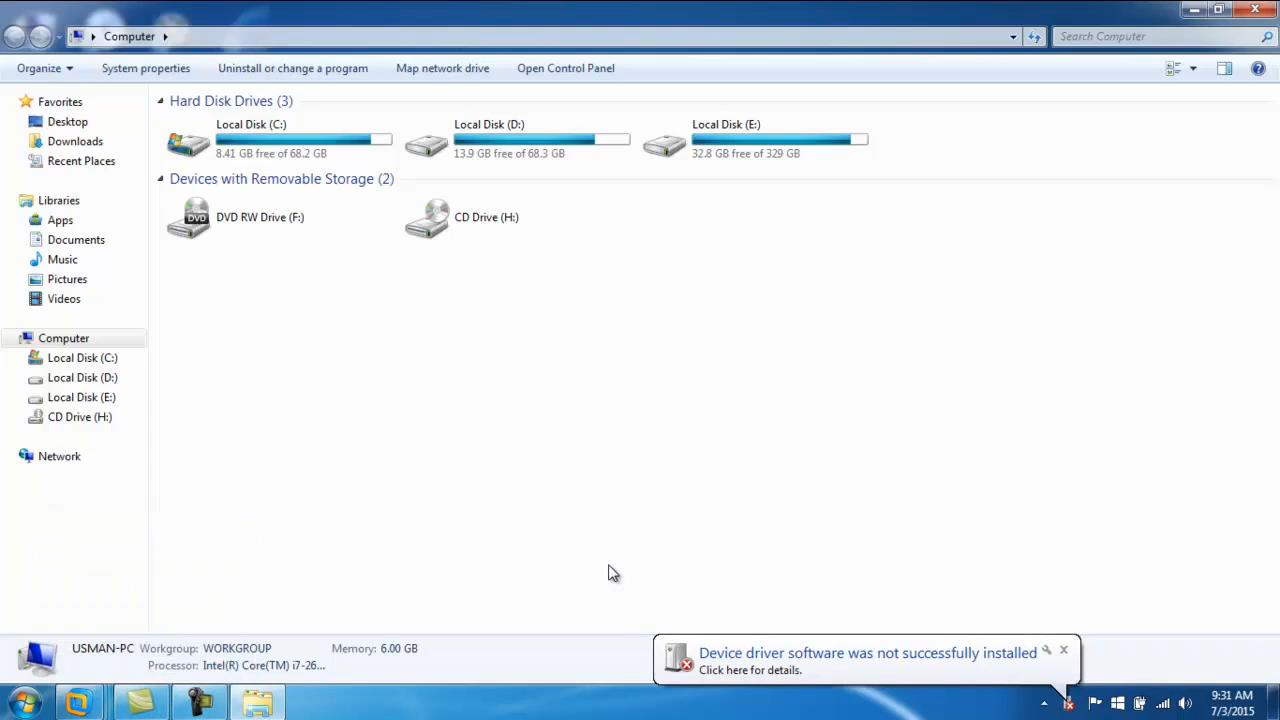 Computer
Search Computer
Organize
System properties
Uninstall or change a program
Map network drive
Open Control Panel
Favorites
Desktop
Downloads
Recent Places
Libraries
Apps
Documents
Music
Pictures
Videos
Computer
Local Disk (C:)
Local Disk (D:)
Local Disk (E:)
CD Drive (H:)
Network
Hard Disk Drives (3)
Local Disk (C:)
8.41 GB free of 68.2 GB
Local Disk (D:)
13.9 GB free of 68.3 GB
Local Disk (E:)
32.8 GB free of 329 GB
Devices with Removable Storage (2)
DVD
DVD RW Drive (F:)
CD Drive (H:)
USMAN-PC Workgroup: WORKGROUP Memory: 6.00 GB
Processor: Intel(R) Core(TM) i7-26...
Device driver software was not successfully installed
Click here for details.
9:31 AM
7/3/2015